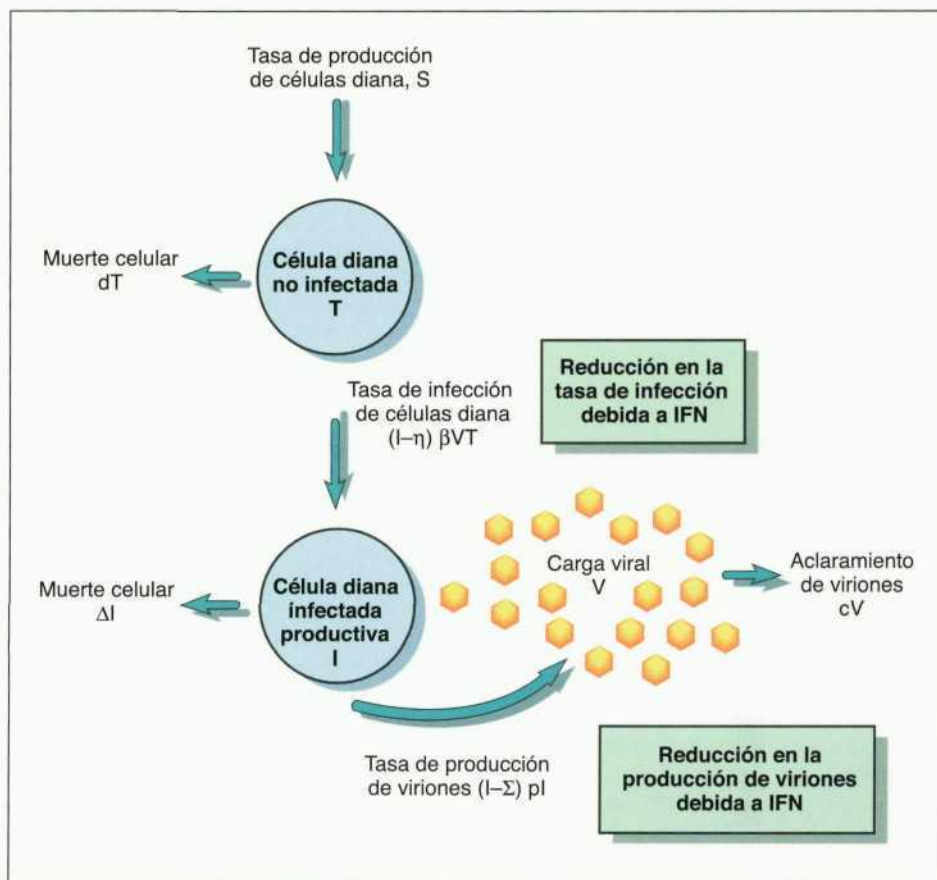 Tasa de producción
de células diana, S
Célula diana
no infectada
T
Muerte celular
dT
Tasa de infección
de células diana
(I–η) βVT
Reducción en la
tasa de infección
debida a IFN
Célula diana
infectada
productiva
I
Muerte celular
ΔI
Carga viral
V
Aclaramiento
de viriones
cV
Tasa de producción
de viriones (I–Σ) pI
Reducción en la
producción de viriones
debida a IFN